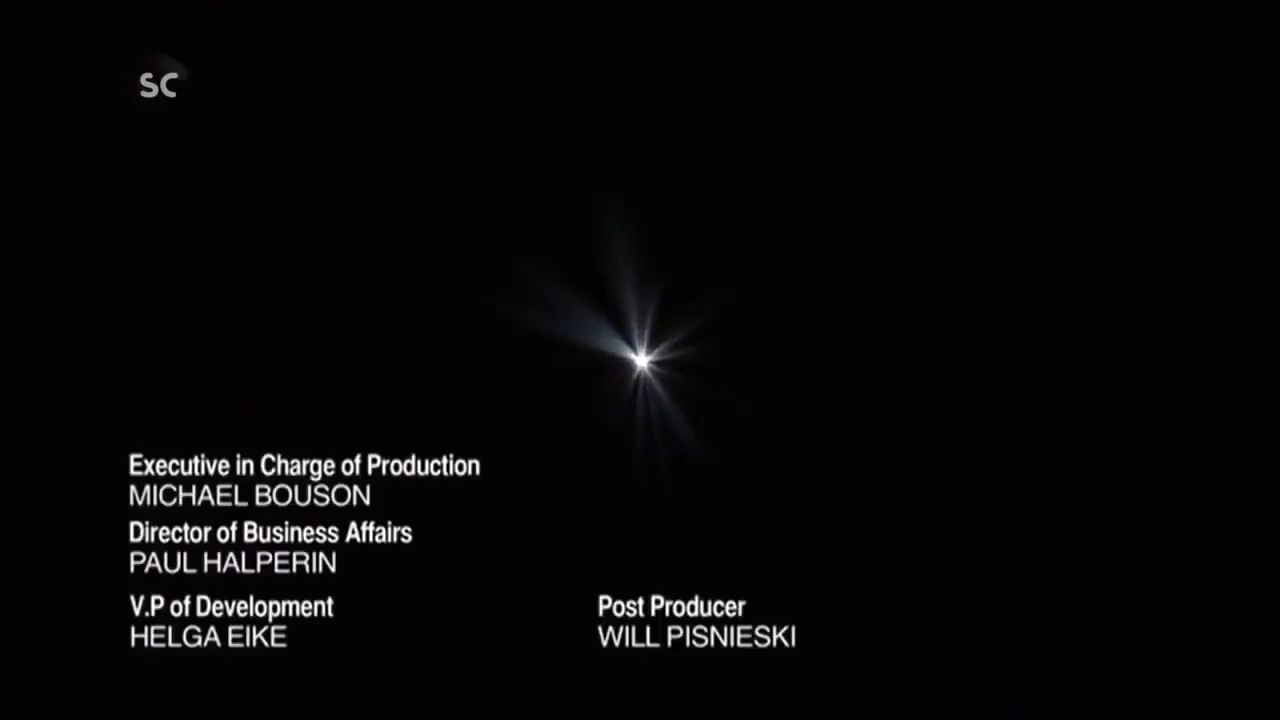 SC
Executive in Charge of Production
MICHAEL BOUSON
Director of Business Affairs
PAUL HALPERIN
V.P of Development
HELGA EIKE
Post Producer
WILL PISNIESKI